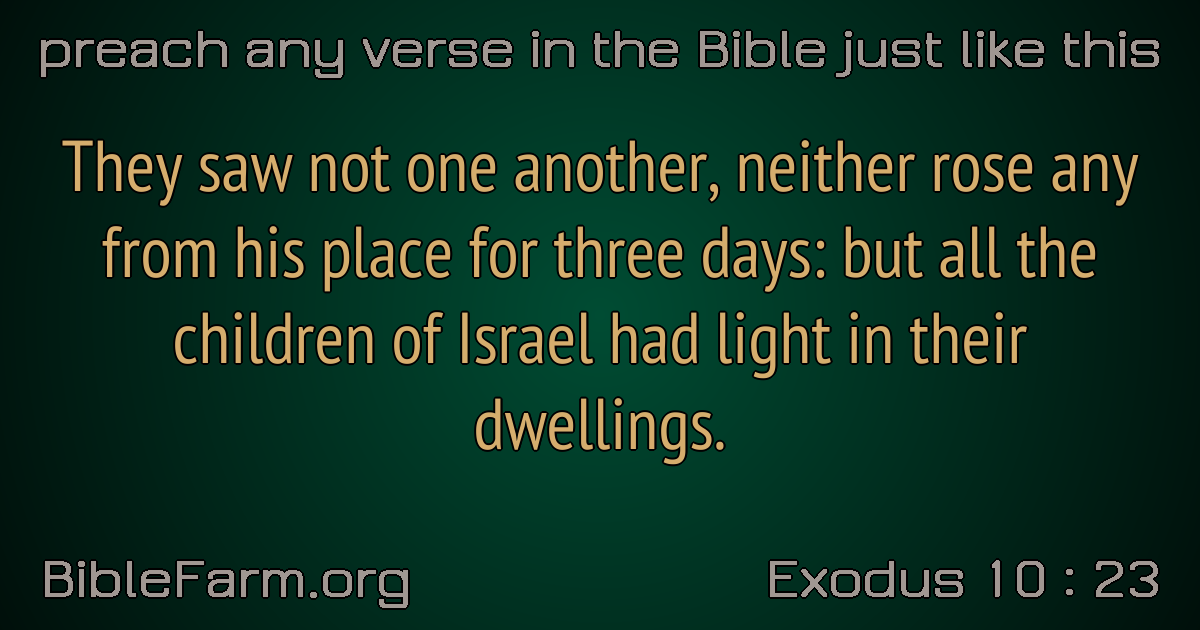 preach any verse in the Bible just like this
They saw not one another, neither rose any
from his place for three days: but all the
children of Israel had light in their
dwellings.
BibleFarm.org
Exodus 10 : 23